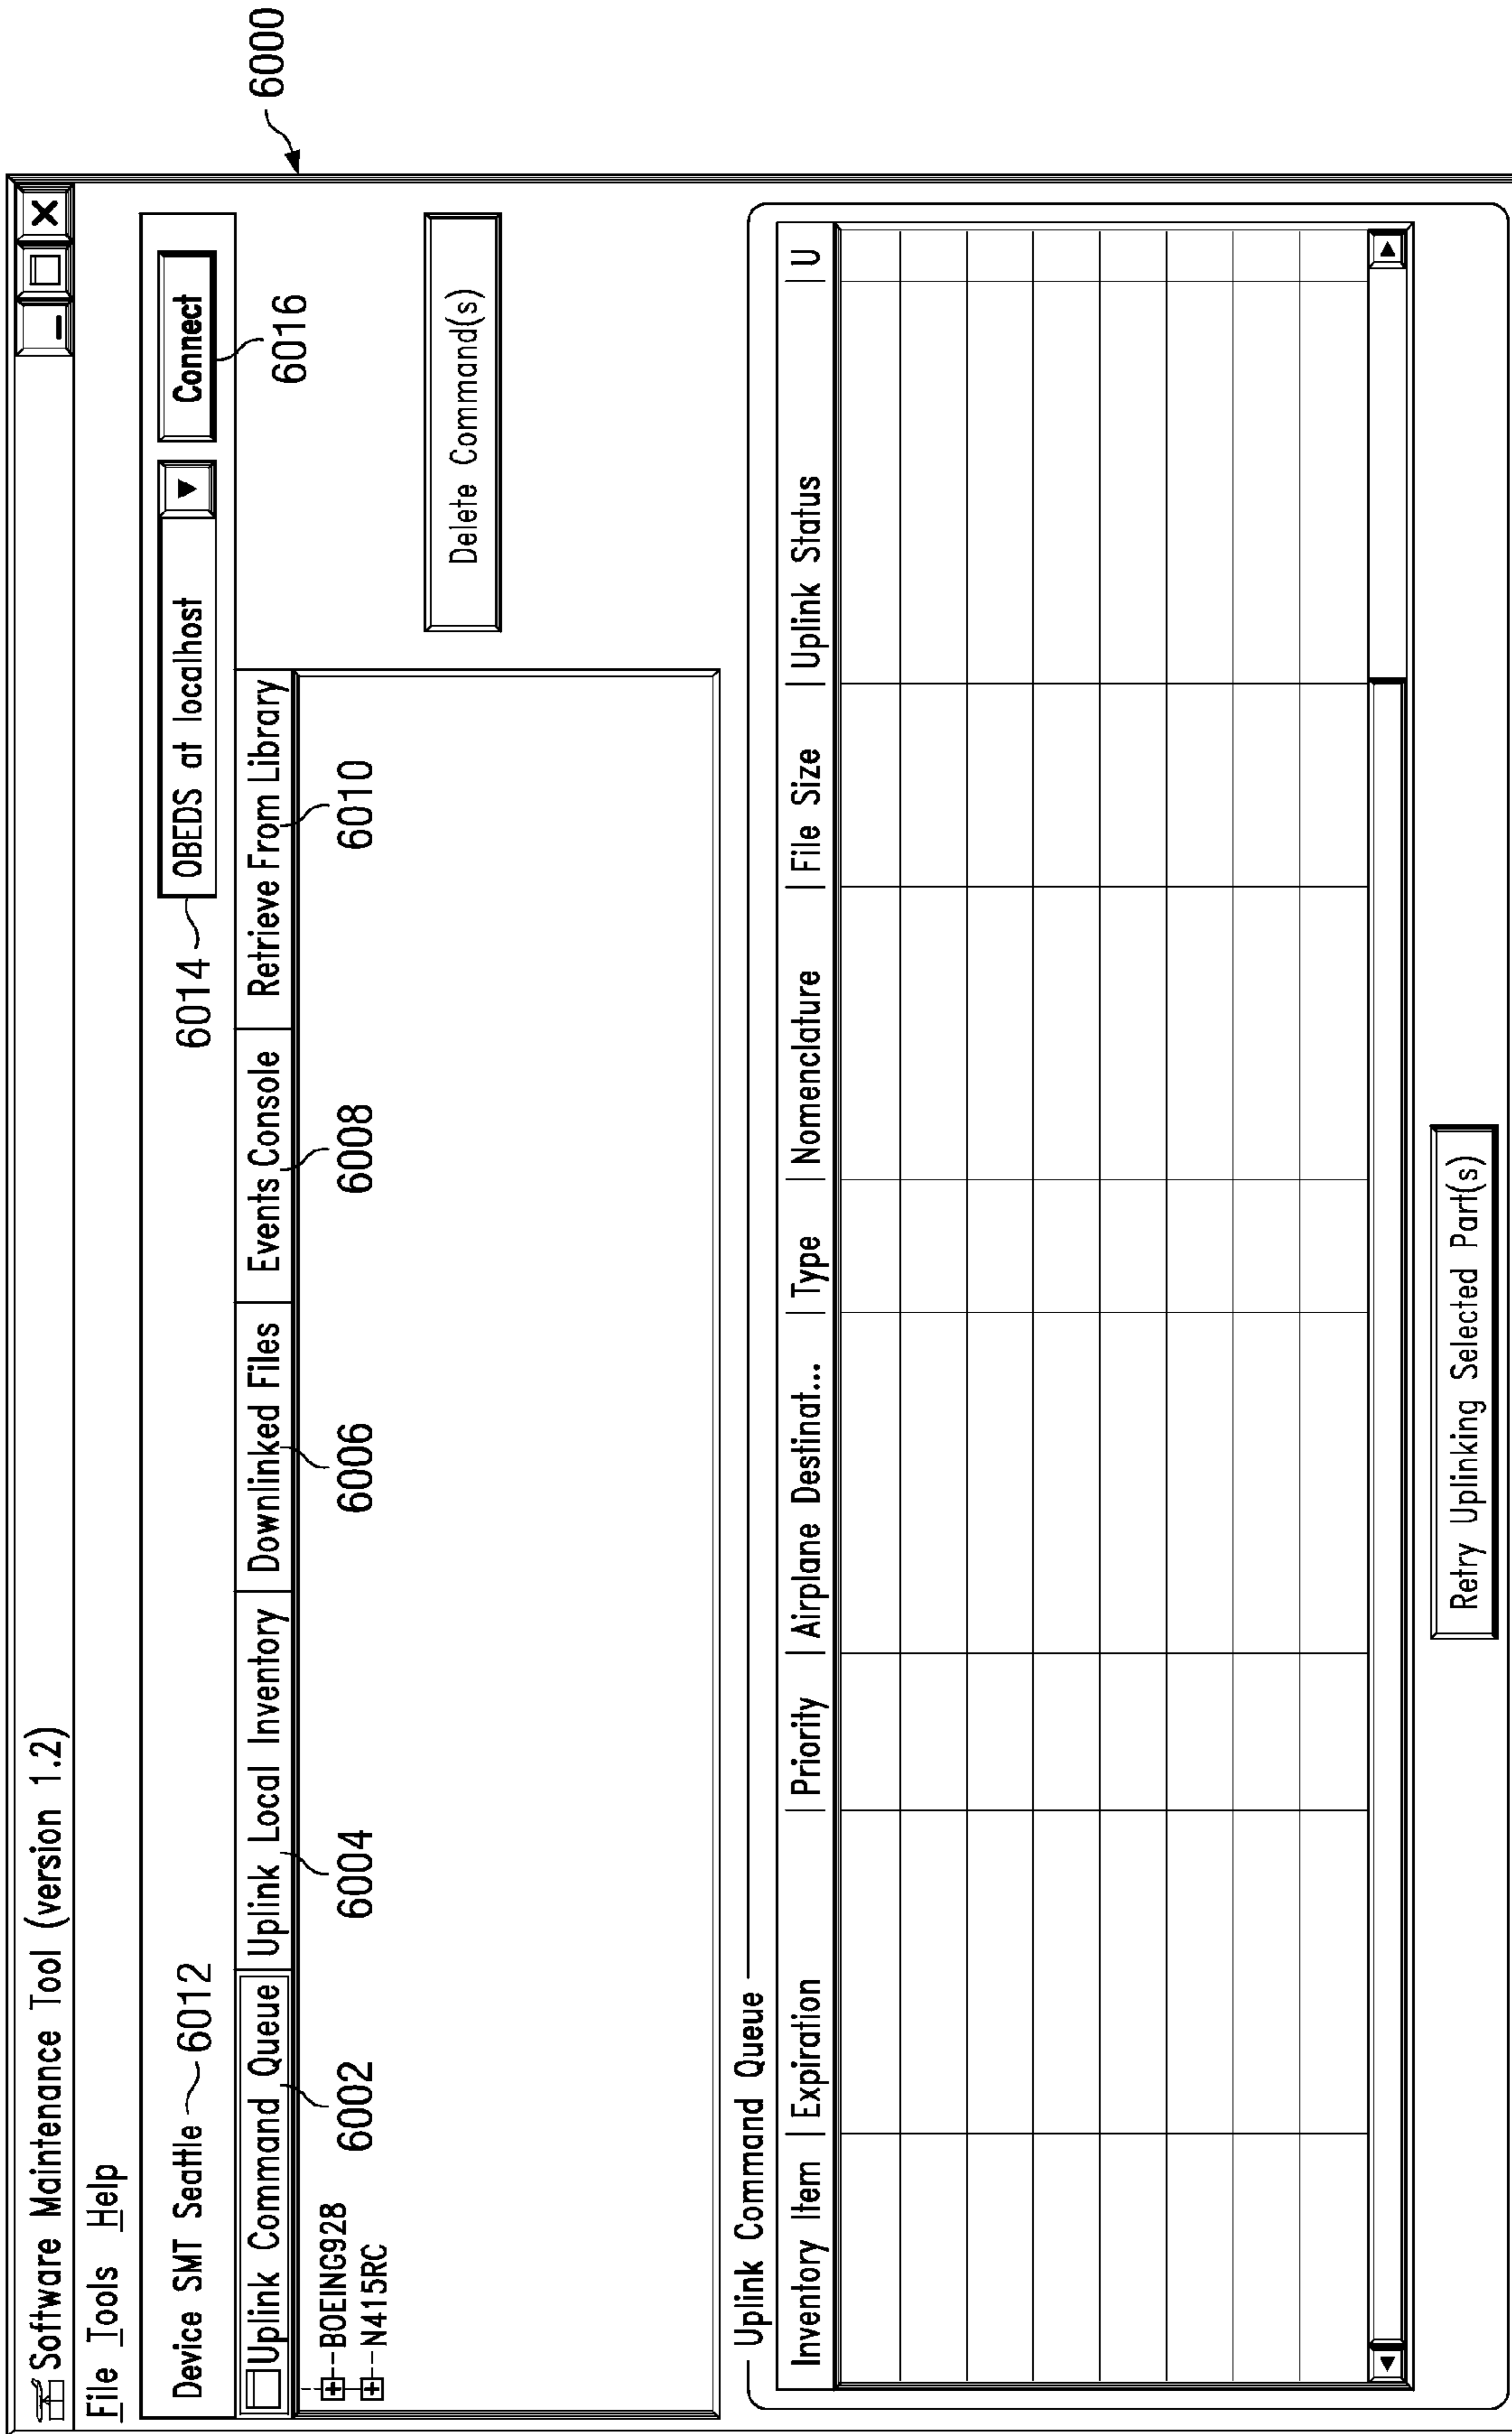 Software Maintenance Tool (version 1.2)
File Tools Help
6000
Device SMT Seattle 6012
6014 OBEDS at localhost
Connect
6016
Uplink Command Queue Uplink Local Inventory Downlinked Files Events Console Retrieve From Library
6002 6004 6006 6008 6010
BOEING928
N415RC
Delete Command(s)
Uplink Command Queue
Inventory Item Expiration Priority Airplane Destinat... Type Nomenclature File Size Uplink Status U
Retry Uplinking Selected Part(s)